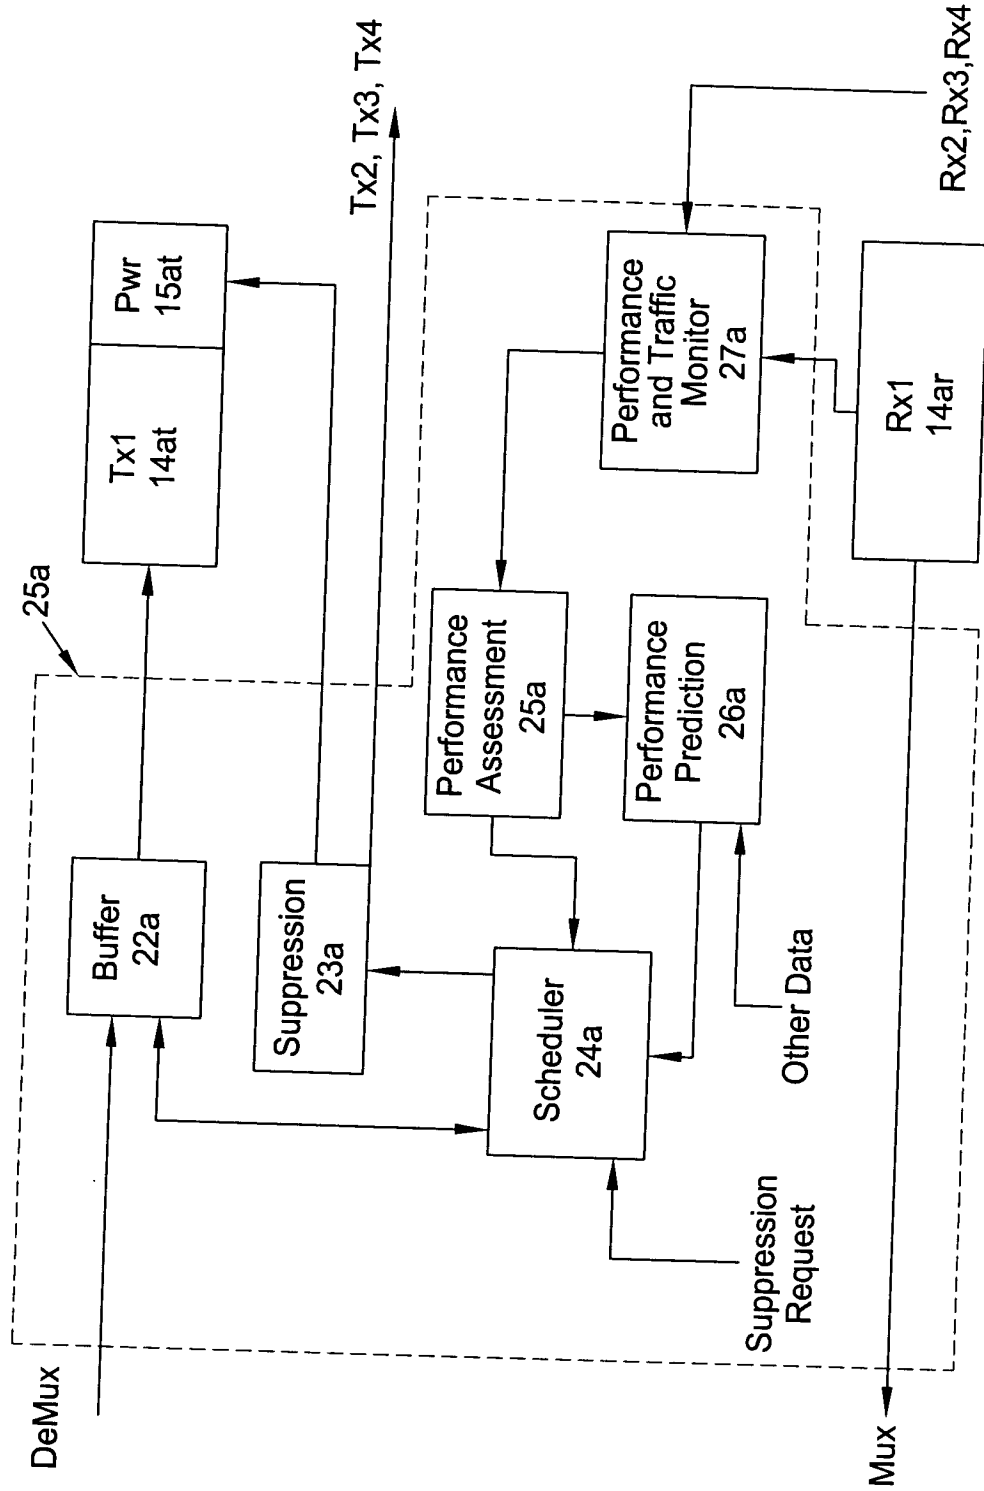 DeMux
Buffer
22a
25a
Tx1
14at
Pwr
15at
Suppression
23a
Tx2, Tx3, Tx4
Scheduler
24a
Performance
Assessment
25a
Performance
Prediction
26a
Performance
and Traffic
Monitor
27a
Suppression
Request
Other Data
Mux
Rx1
14ar
Rx2,Rx3,Rx4